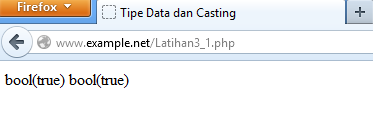 Firefox
Tipe Data dan Casting
www.example.net/Latihan3_1.php
bool(true) bool(true)